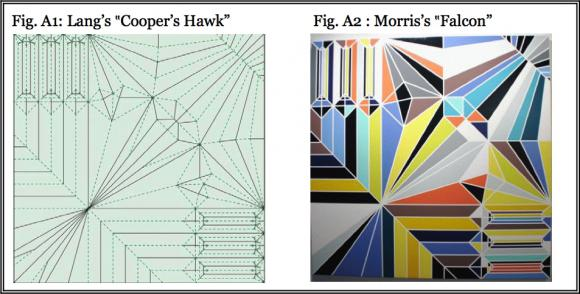 Fig. A1: Lang’s "Cooper’s Hawk”
Fig. A2 : Morris’s "Falcon”